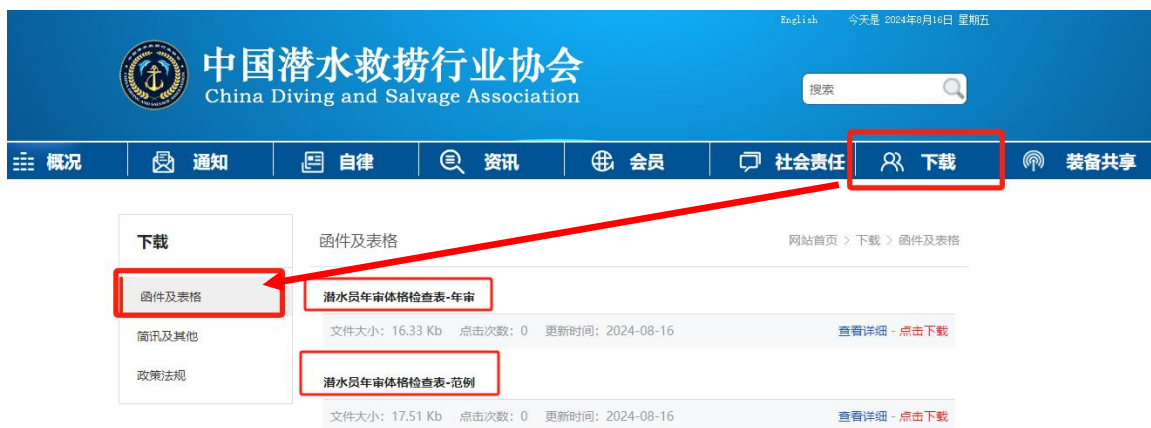 English 今天是 2024年8月16日 星期五
中国潜水救捞行业协会
China Diving and Salvage Association
搜索
概况 通知 自律 资讯 会员 社会责任 下载 装备共享
下载
函件及表格
简讯及其他
政策法规
函件及表格
网站首页 > 下载 > 函件及表格
潜水员年审体格检查表-年审
文件大小: 16.33 Kb 点击次数: 0 更新时间: 2024-08-16 查看详细 - 点击下载
潜水员年审体格检查表-范例
文件大小: 17.51 Kb 点击次数: 0 更新时间: 2024-08-16 查看详细 - 点击下载